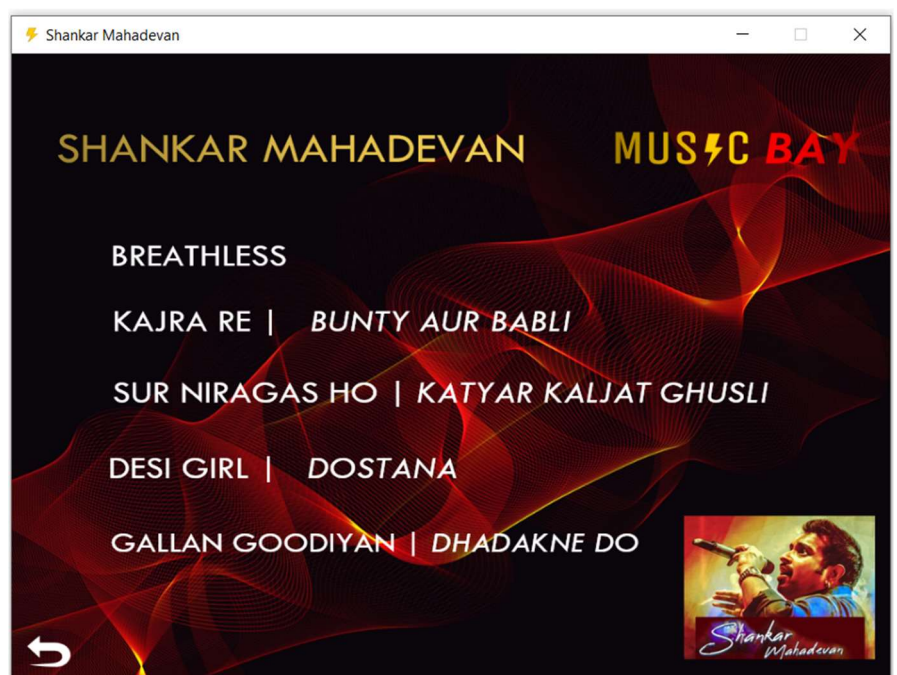 Shankar Mahadevan
SHANKAR MAHADEVAN
MUSIC BAY
BREATHLESS
KAJRA RE | BUNTY AUR BABLI
SUR NIRAGAS HO | KATYAR KALJAT GHUSLI
DESI GIRL | DOSTANA
GALLAN GOODIYAN | DHADAKNE DO
Shankar
Mahadevan